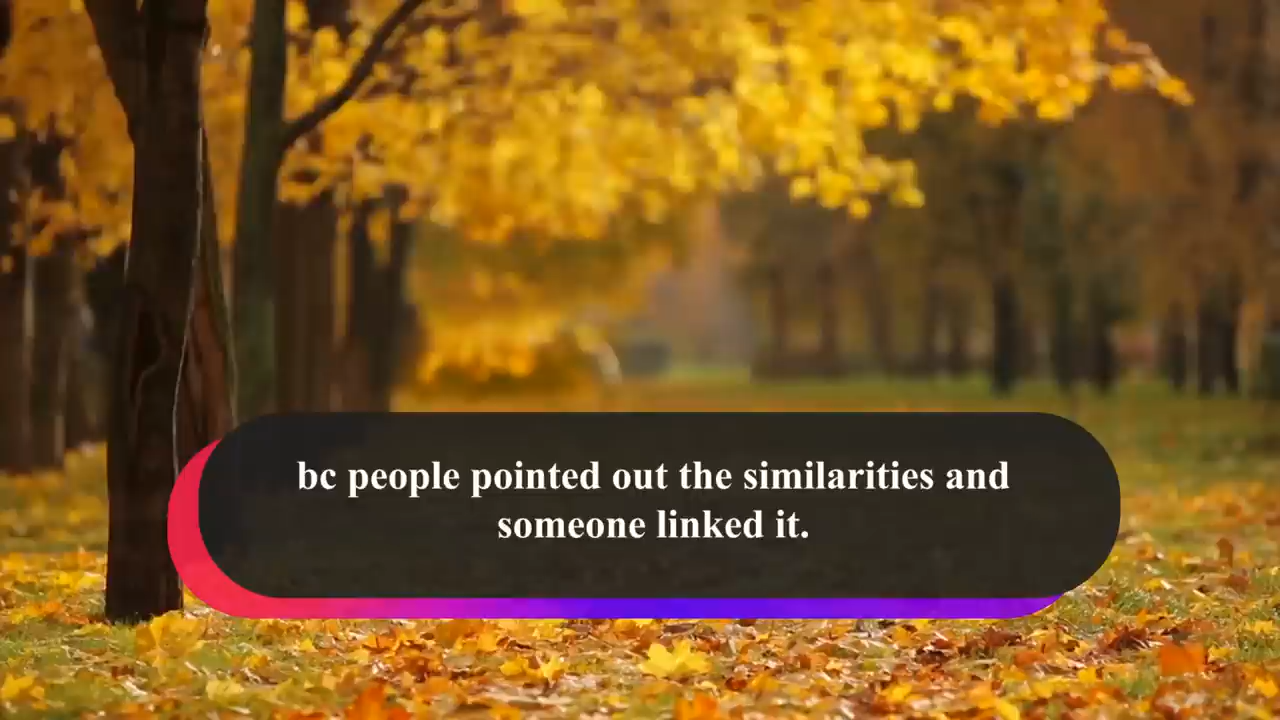 bc people pointed out the similarities and
someone linked it.